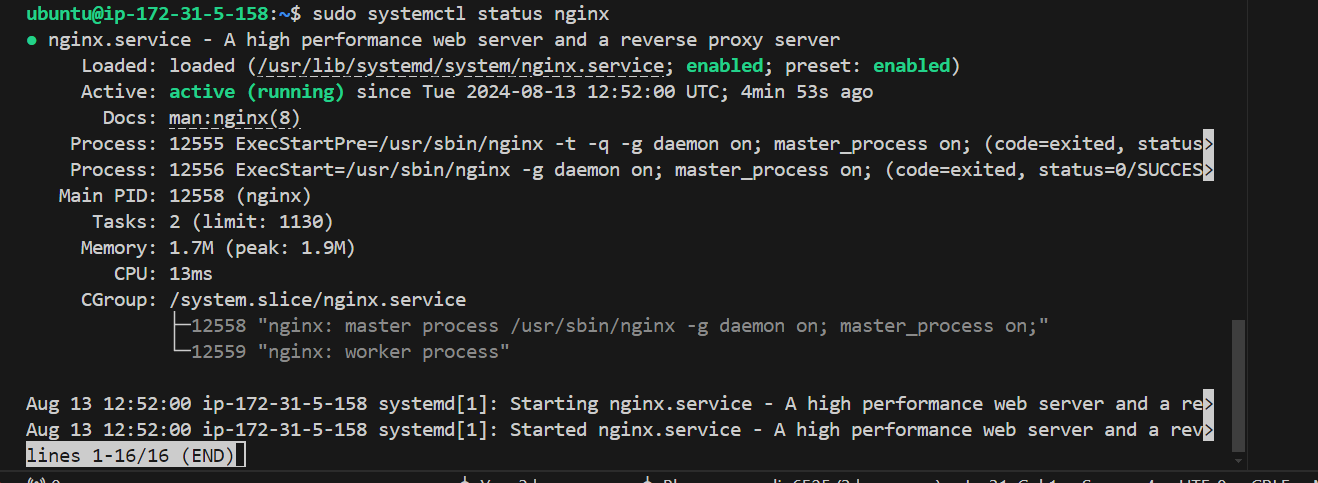 ubuntu@ip-172-31-5-158:~$ sudo systemctl status nginx
● nginx.service - A high performance web server and a reverse proxy server
Loaded: loaded (/usr/lib/systemd/system/nginx.service; enabled; preset: enabled)
Active: active (running) since Tue 2024-08-13 12:52:00 UTC; 4min 53s ago
Docs: man:nginx(8)
Process: 12555 ExecStartPre=/usr/sbin/nginx -t -q -g daemon on; master_process on; (code=exited, status>
Process: 12556 ExecStart=/usr/sbin/nginx -g daemon on; master_process on; (code=exited, status=0/SUCCES>
Main PID: 12558 (nginx)
Tasks: 2 (limit: 1130)
Memory: 1.7M (peak: 1.9M)
CPU: 13ms
CGroup: /system.slice/nginx.service
├─12558 "nginx: master process /usr/sbin/nginx -g daemon on; master_process on;"
└─12559 "nginx: worker process"
Aug 13 12:52:00 ip-172-31-5-158 systemd[1]: Starting nginx.service - A high performance web server and a re>
Aug 13 12:52:00 ip-172-31-5-158 systemd[1]: Started nginx.service - A high performance web server and a rev>
lines 1-16/16 (END)